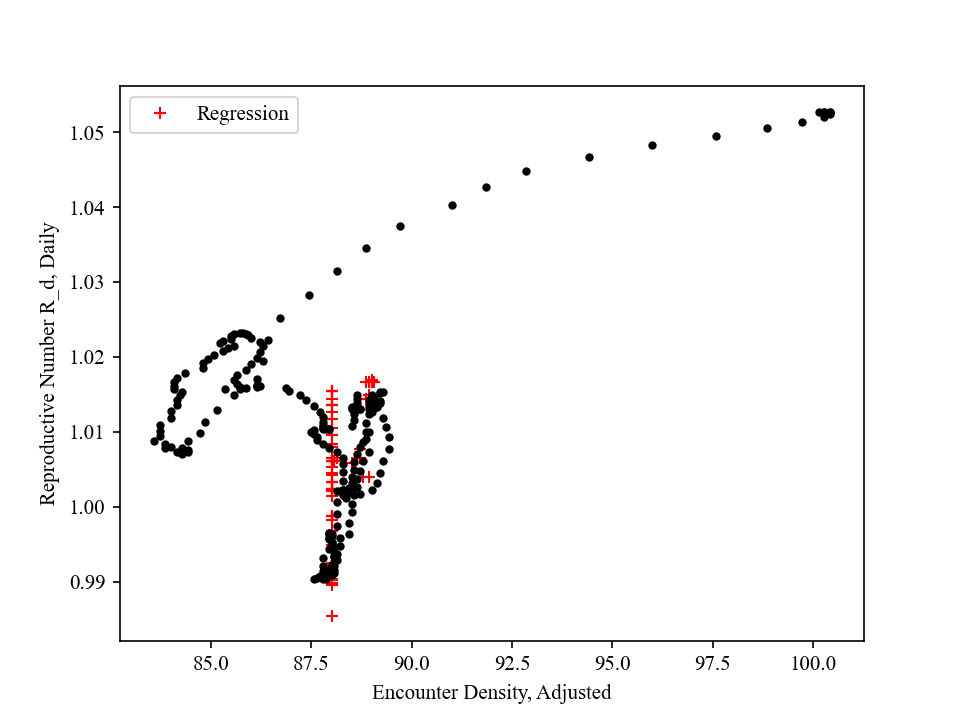 Regression
1.05
1.04
1.03
1.02
1.01
1.00
0.99
Reproductive Number R_d, Daily
85.0 87.5 90.0 92.5 95.0 97.5 100.0
Encounter Density, Adjusted